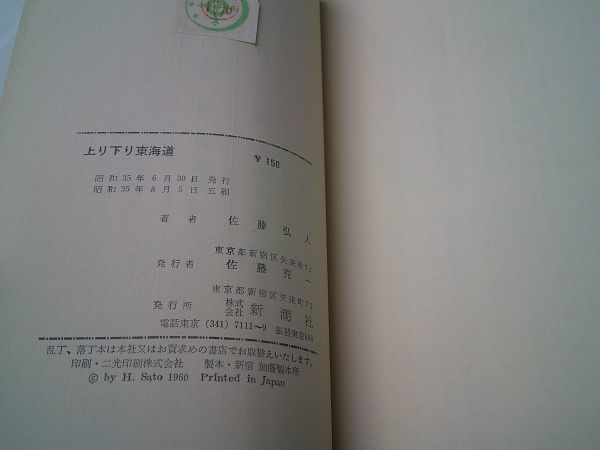 上り下り東海道
¥ 150
昭和35年6月30日 発行
昭和35年8月5日 五刷
著者 佐藤弘人
東京都新宿区矢来町71
発行者 佐藤亮一
東京都新宿区矢来町71
発行所 株式会社 新潮社
電話東京 (341) 7111〜9 振替東京808
乱丁、落丁本は本社又はお買求めの書店でお取替えいたします。
印刷・二光印刷株式会社 製本・新宿 加藤製本所
© by H. Sato 1960 Printed in Japan